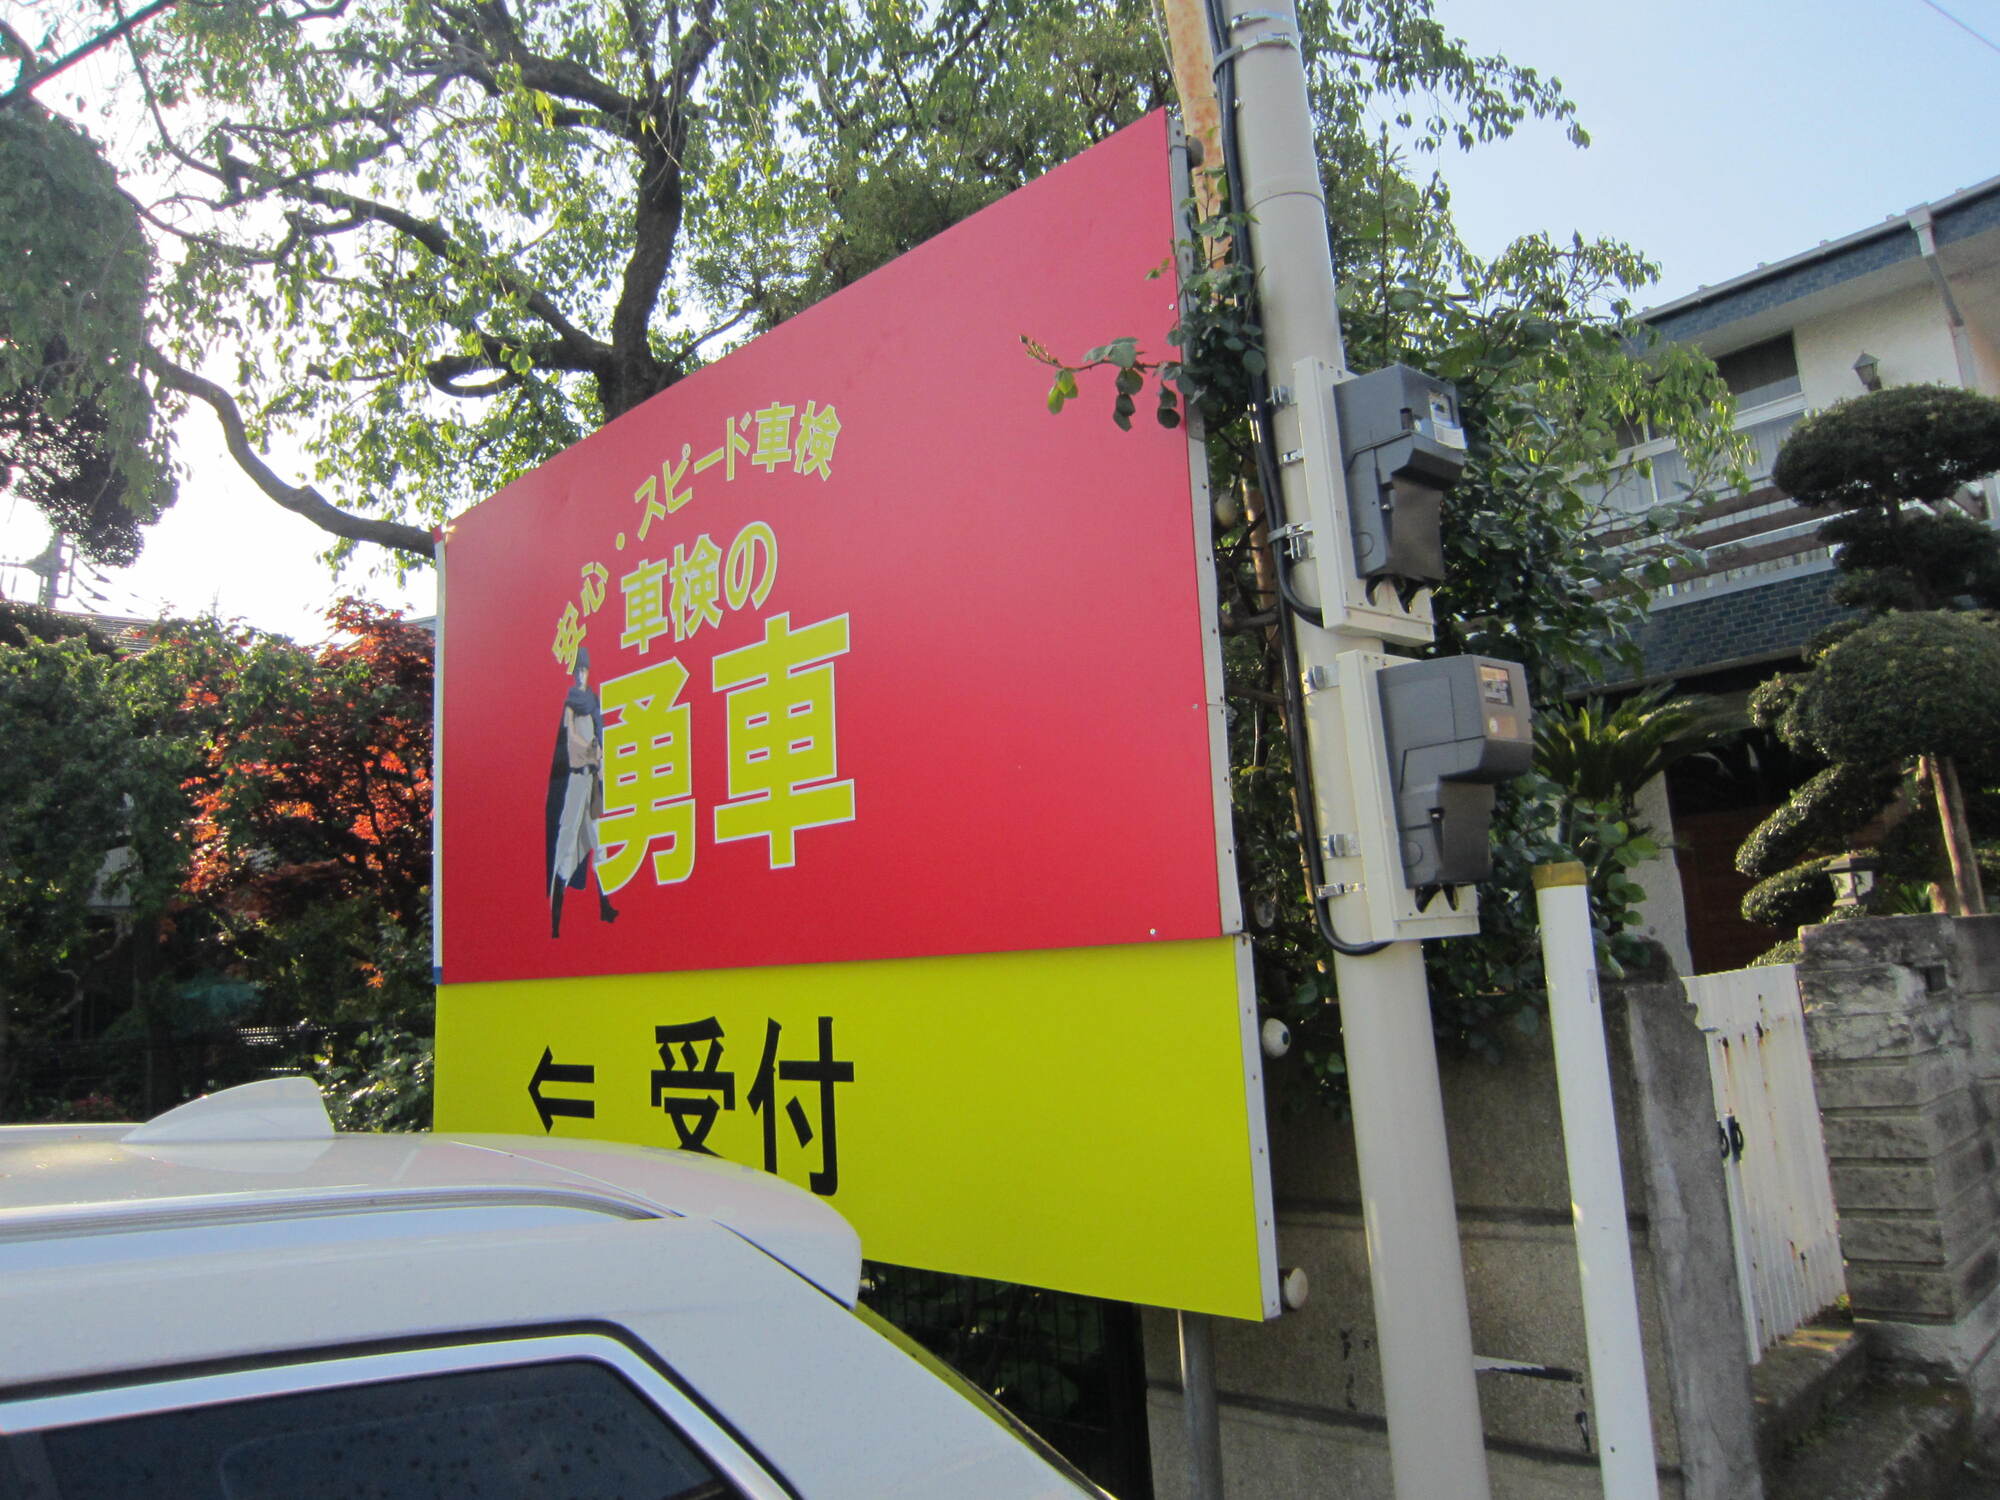 安心・スピード車検
車検の
勇車
⇐ 受付